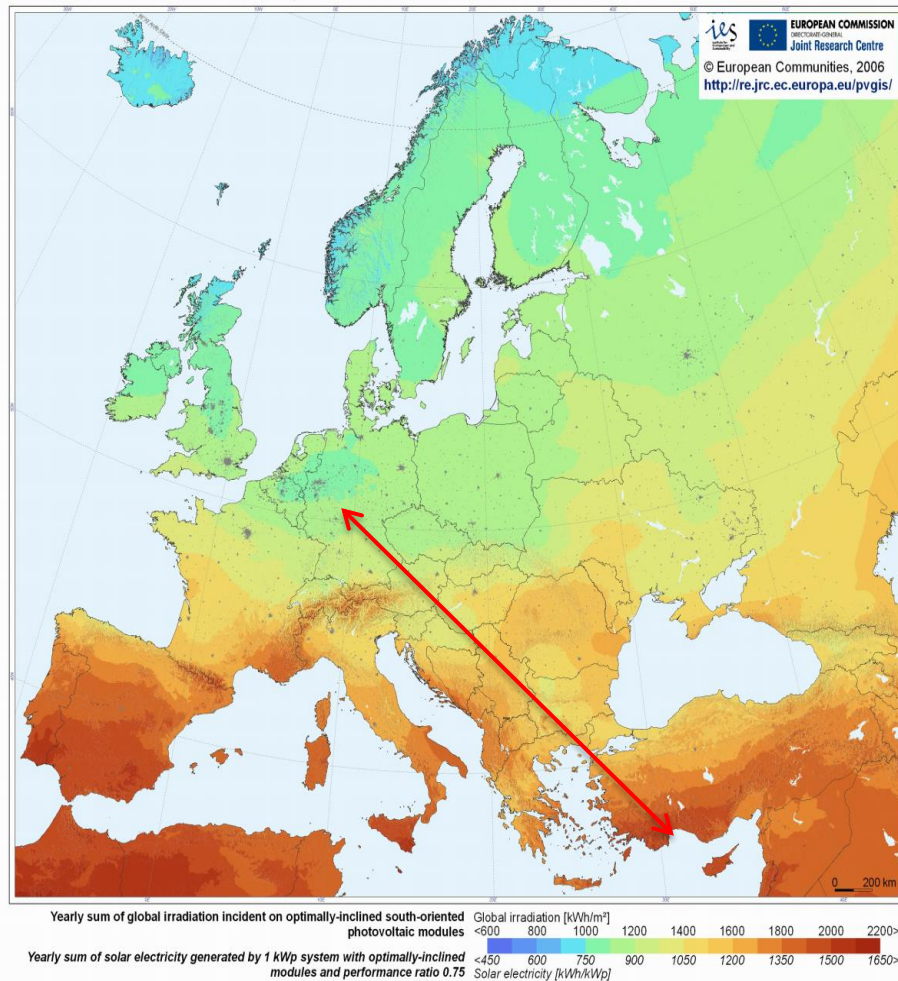 ies
EUROPEAN COMMISSION
DIRECTORATE-GENERAL
Joint Research Centre
© European Communities, 2006
http://re.jrc.ec.europa.eu/pvgis/
0 200 km
Yearly sum of global irradiation incident on optimally-inclined south-oriented
photovoltaic modules
Yearly sum of solar electricity generated by 1 kWp system with optimally-inclined
modules and performance ratio 0.75
Global irradiation [kWh/m²]
<600 800 1000 1200 1400 1600 1800 2000 2200>
<450 600 750 900 1050 1200 1350 1500 1650>
Solar electricity [kWh/kWp]